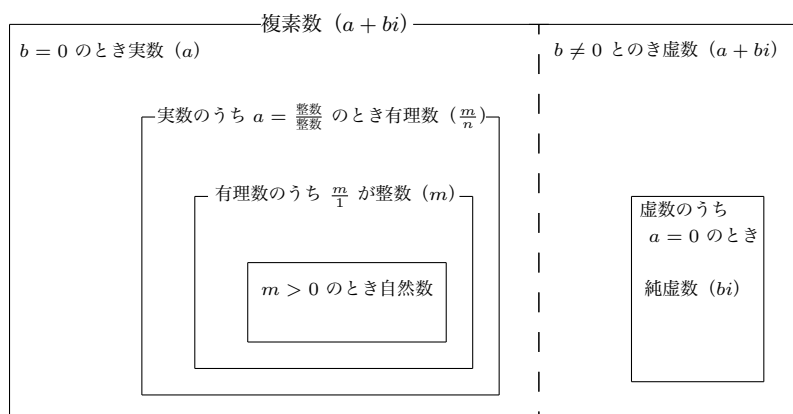 複素数（a + bi）
b = 0 のとき実数（a）
b ≠ 0 とのき虚数（a + bi）
実数のうち a = 整数/整数 のとき有理数（m/n）
有理数のうち m/1 が整数（m）
m > 0 のとき自然数
虚数のうち
a = 0 のとき
純虚数（bi）